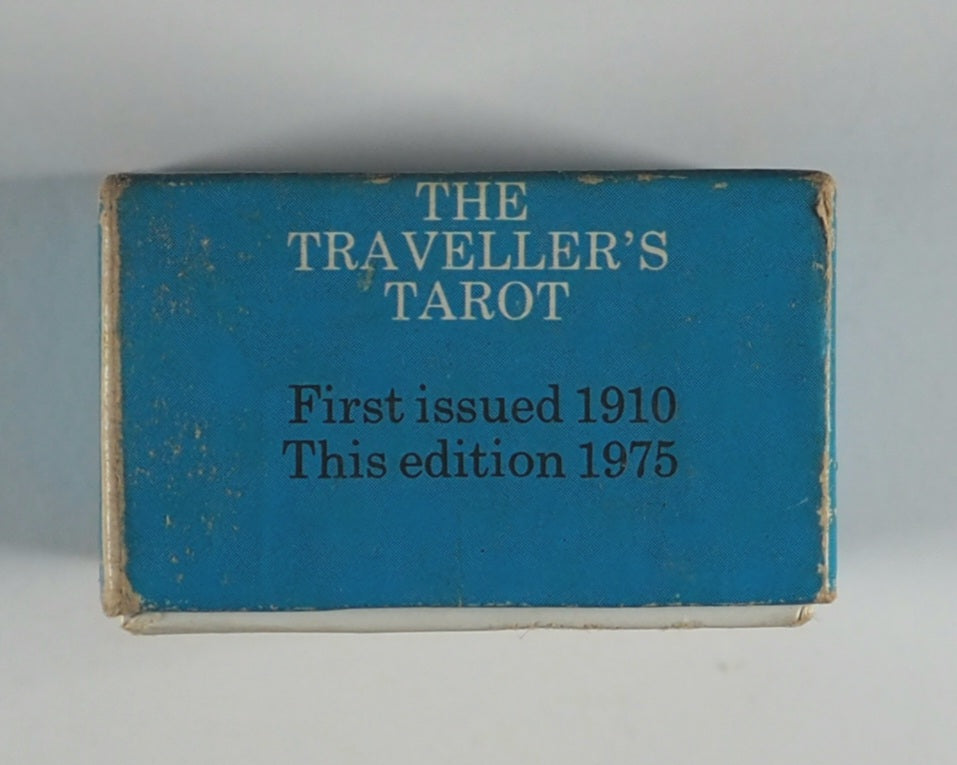 THE
TRAVELLER’S
TAROT
First issued 1910
This edition 1975